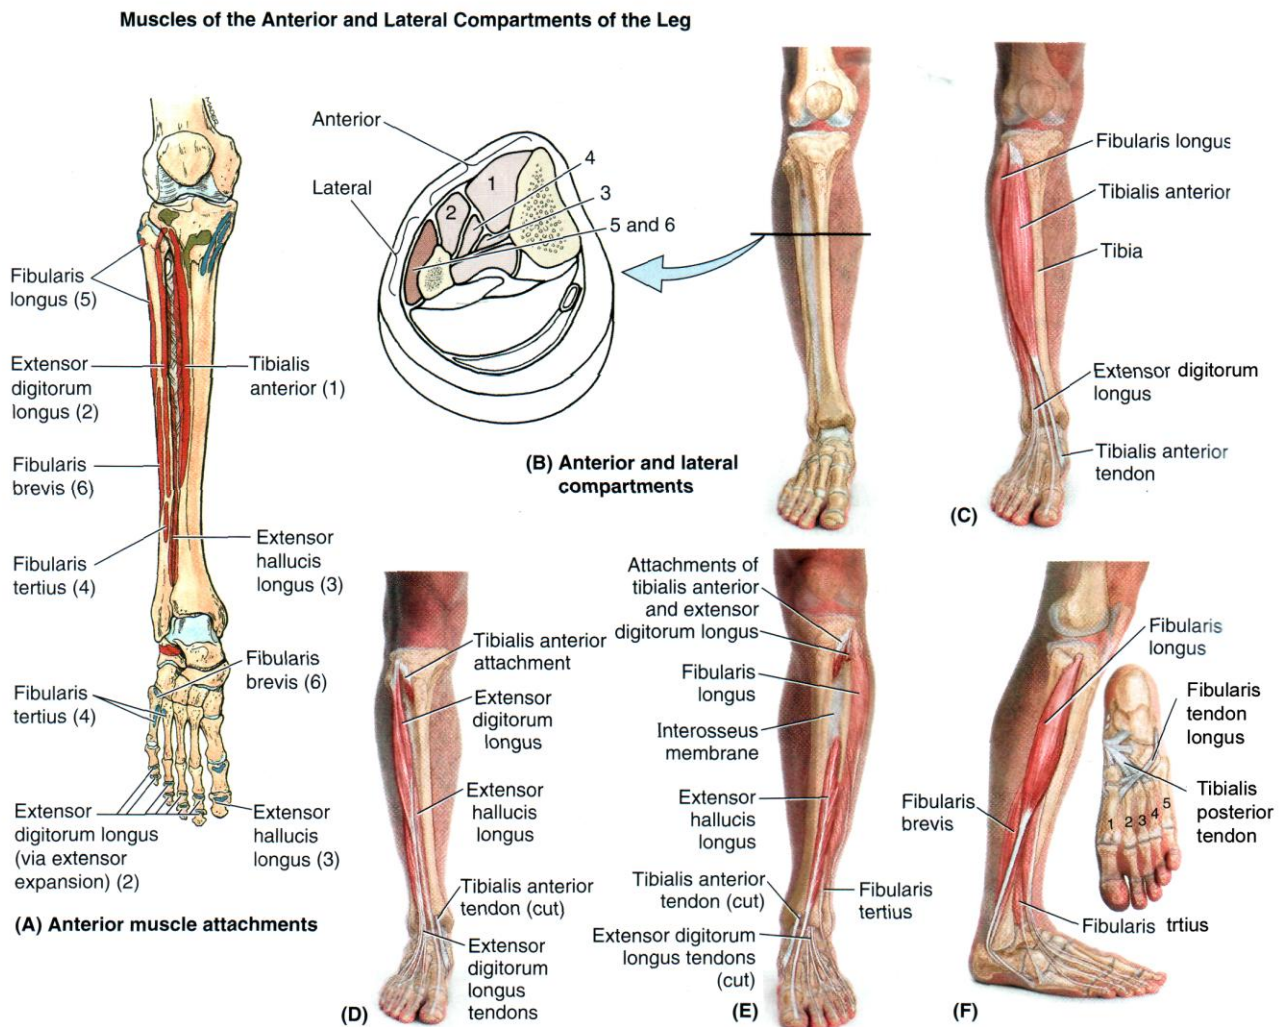 Muscles of the Anterior and Lateral Compartments of the Leg
Fibularis
longus (5)
Extensor
digitorum
longus (2)
Fibularis
brevis (6)
Fibularis
tertius (4)
Fibularis
tertius (4)
Extensor
digitorum longus
(via extensor
expansion) (2)
Tibialis
anterior (1)
Extensor
hallucis
longus (3)
Fibularis
brevis (6)
Extensor
hallucis
longus (3)
(A) Anterior muscle attachments
Anterior
Lateral
1
2
4
3
5 and 6
(B) Anterior and lateral
compartments
Fibularis longus
Tibialis anterior
Tibia
Extensor digitorum
longus
Tibialis anterior
tendon
(C)
Tibialis anterior
attachment
Extensor
digitorum
longus
Extensor
hallucis
longus
Tibialis anterior
tendon (cut)
Extensor
digitorum
longus
tendons
(D)
Attachments of
tibialis anterior
and extensor
digitorum longus
Fibularis
longus
Interosseus
membrane
Extensor
hallucis
longus
Tibialis anterior
tendon (cut)
Extensor digitorum
longus tendons
(cut)
Fibularis
tertius
(E)
Fibularis
longus
Fibularis
tendon
longus
Tibialis
posterior
tendon
Fibularis
brevis
1 2 3 4 5
Fibularis trtius
(F)